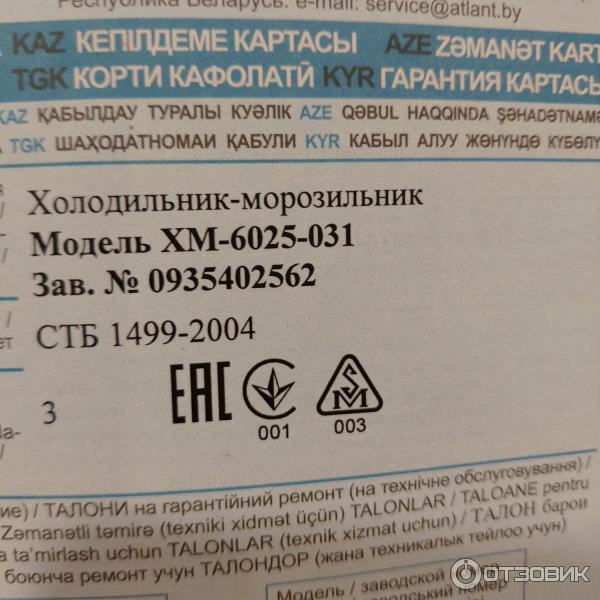 Республика Беларусь. e-mail: service@atlant.by
KAZ КЕПІЛДЕМЕ КАРТАСЫ AZE ZƏMANƏT KART
TGK КОРТИ КАФОЛАТӢ KYR ГАРАНТИЯ КАРТАСЫ
KAZ ҚАБЫЛДАУ ТУРАЛЫ КУӘЛІК AZE QƏBUL HAQQINDA ŞƏHADƏTNAMƏ
TGK ШАҲОДАТНОМАИ ҚАБУЛИ KYR КАБЫЛ АЛУУ ЖӨНҮНДӨ КҮБӨЛҮ
Холодильник-морозильник
Модель ХМ-6025-031
Зав. № 0935402562
СТБ 1499-2004
3
EAC
001
003
ие) / ТАЛОНИ на гарантійний ремонт (на технічне обслуговування) /
Zəmanətli təmirə (texniki xidmət üçün) TALONLAR / TALOANE pentru
a ta'mirlash uchun TALONLAR (texnik xizmat uchun) / ТАЛОН барои
боюнча ремонт учун ТАЛОНДОР (жана техникалык тейлөө учун)
Модель / заводской
ОТЗОВИК